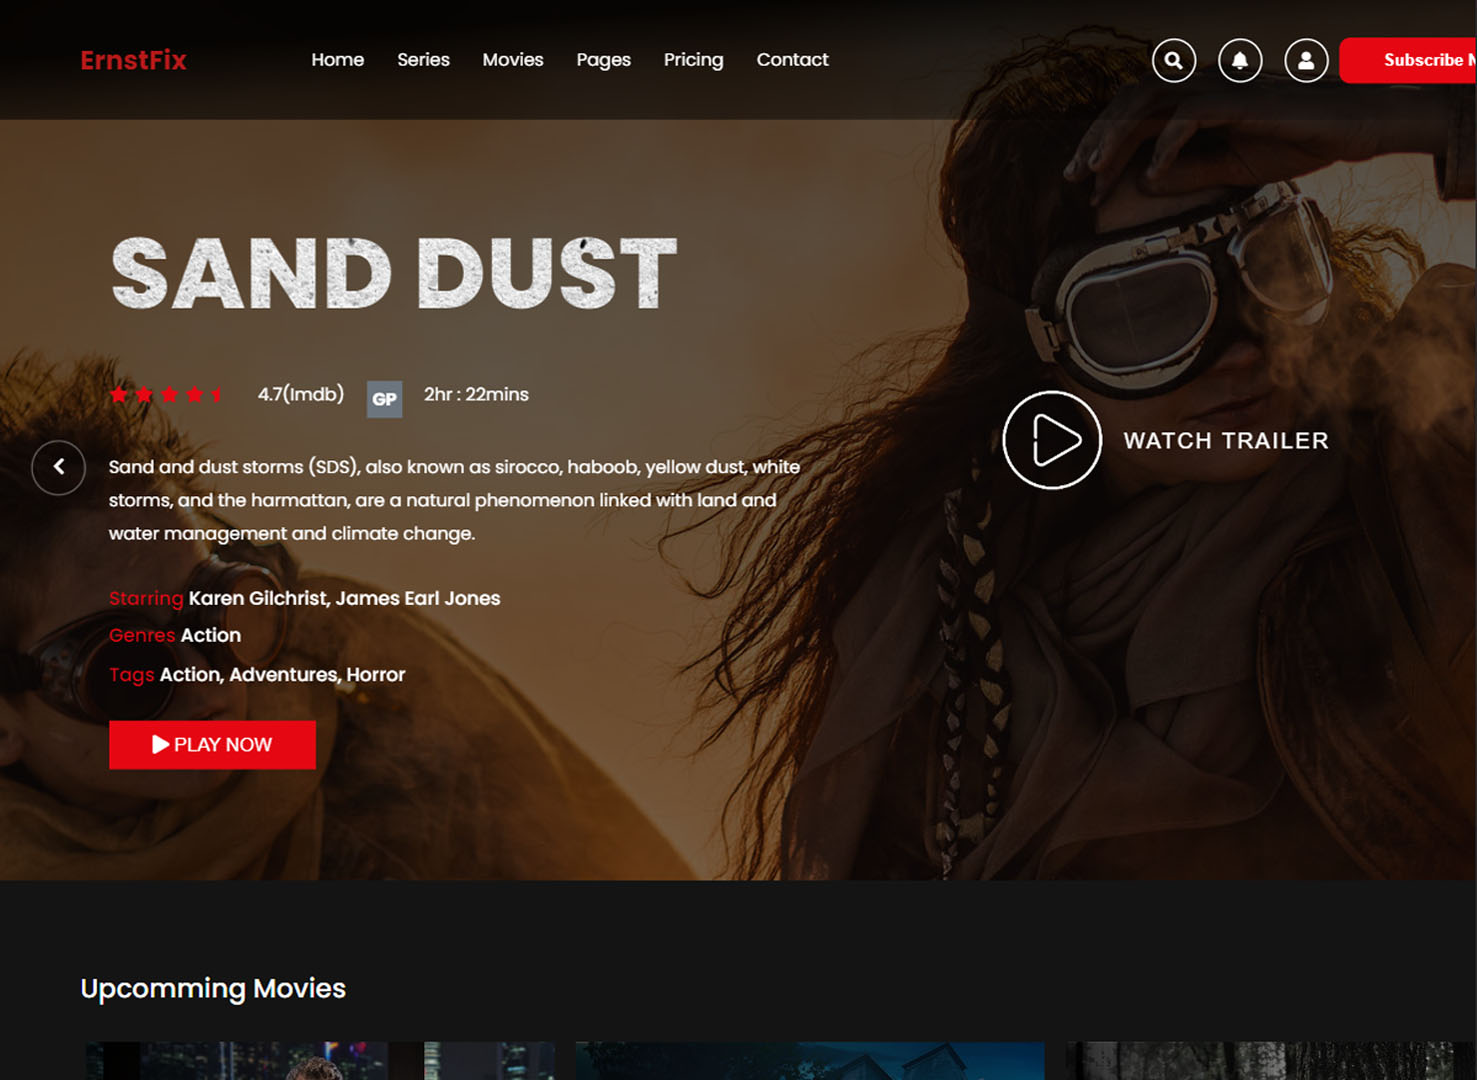 ErnstFix
Home Series Movies Pages Pricing Contact
Subscribe
SAND DUST
4.7(Imdb) GP 2hr : 22mins
Sand and dust storms (SDS), also known as sirocco, haboob, yellow dust, white
storms, and the harmattan, are a natural phenomenon linked with land and
water management and climate change.
WATCH TRAILER
Starring Karen Gilchrist, James Earl Jones
Genres Action
Tags Action, Adventures, Horror
PLAY NOW
Upcomming Movies